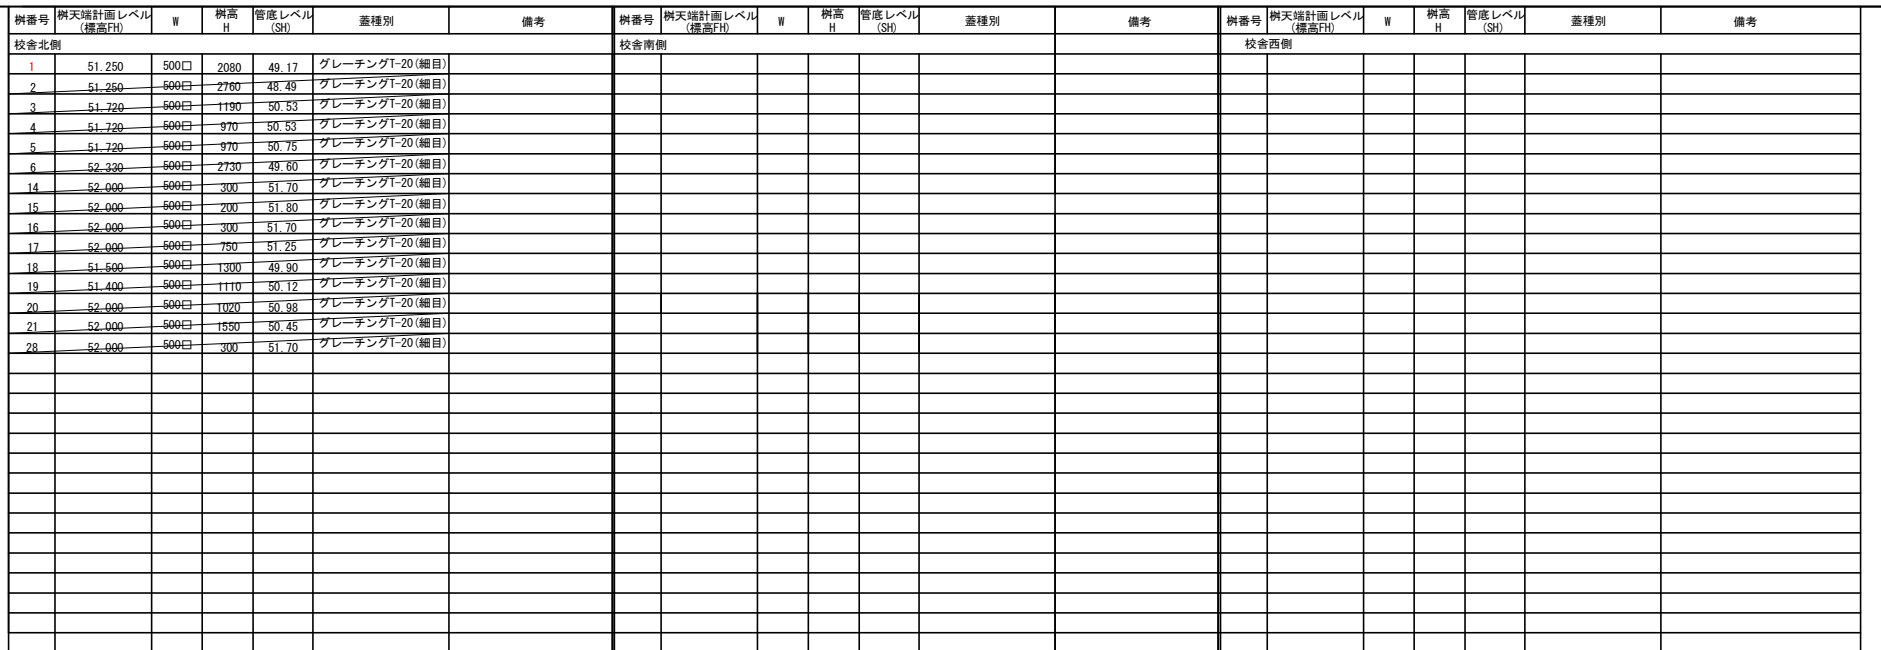 桝番号 桝天端計画レベル(標高FH) W 桝高H 管底レベル(SH) 蓋種別 備考 桝番号 桝天端計画レベル(標高FH) W 桝高H 管底レベル(SH) 蓋種別 備考 桝番号 桝天端計画レベル(標高FH) W 桝高H 管底レベル(SH) 蓋種別 備考
校舎北側 校舎南側 校舎西側
1 51.250 500□ 2080 49.17 グレーチングT-20(細目)
2 51.250 500□ 2760 48.49 グレーチングT-20(細目)
3 51.720 500□ 1190 50.53 グレーチングT-20(細目)
4 51.720 500□ 970 50.53 グレーチングT-20(細目)
5 51.720 500□ 970 50.75 グレーチングT-20(細目)
6 52.330 500□ 2730 49.60 グレーチングT-20(細目)
14 52.000 500□ 300 51.70 グレーチングT-20(細目)
15 52.000 500□ 200 51.80 グレーチングT-20(細目)
16 52.000 500□ 300 51.70 グレーチングT-20(細目)
17 52.000 500□ 750 51.25 グレーチングT-20(細目)
18 51.500 500□ 1300 49.90 グレーチングT-20(細目)
19 51.400 500□ 1110 50.12 グレーチングT-20(細目)
20 52.000 500□ 1020 50.98 グレーチングT-20(細目)
21 52.000 500□ 1550 50.45 グレーチングT-20(細目)
28 52.000 500□ 300 51.70 グレーチングT-20(細目)